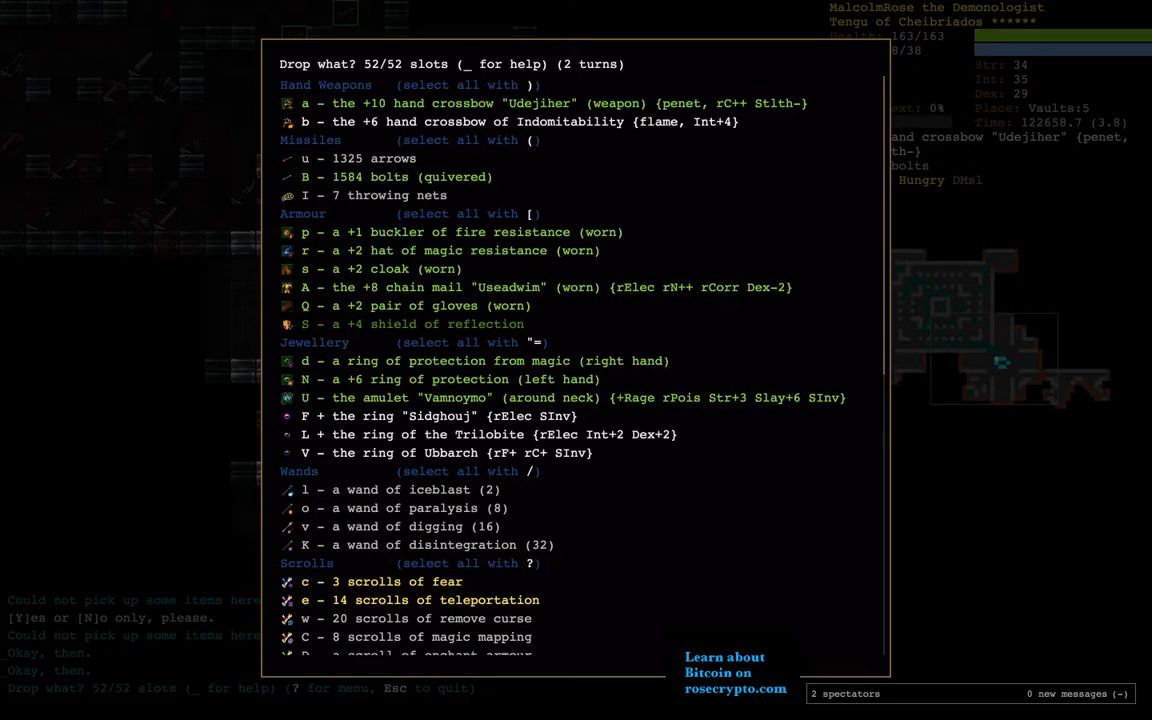 MalcolmRose the Demonologist
Tengu of Cheibriados ******
Health: 163/163
8/38
Str: 34
Int: 35
Dex: 29
ext: 0%
Place: Vaults:5
Time: 122658.7 (3.8)
and crossbow "Udejiher" {penet,
th-}
bolts
Hungry DMsl
Drop what? 52/52 slots (_ for help) (2 turns)
Hand Weapons (select all with ))
a - the +10 hand crossbow "Udejiher" (weapon) {penet, rC++ Stlth-}
b - the +6 hand crossbow of Indomitability {flame, Int+4}
Missiles (select all with ()
u - 1325 arrows
B - 1584 bolts (quivered)
I - 7 throwing nets
Armour (select all with [)
p - a +1 buckler of fire resistance (worn)
r - a +2 hat of magic resistance (worn)
s - a +2 cloak (worn)
A - the +8 chain mail "Useadwim" (worn) {rElec rN++ rCorr Dex-2}
Q - a +2 pair of gloves (worn)
S - a +4 shield of reflection
Jewellery (select all with "=)
d - a ring of protection from magic (right hand)
N - a +6 ring of protection (left hand)
U - the amulet "Vamnoymo" (around neck) {+Rage rPois Str+3 Slay+6 SInv}
F + the ring "Sidghouj" {rElec SInv}
L + the ring of the Trilobite {rElec Int+2 Dex+2}
V - the ring of Ubbarch {rF+ rC+ SInv}
Wands (select all with /)
l - a wand of iceblast (2)
o - a wand of paralysis (8)
v - a wand of digging (16)
K - a wand of disintegration (32)
Scrolls (select all with ?)
c - 3 scrolls of fear
e - 14 scrolls of teleportation
w - 20 scrolls of remove curse
C - 8 scrolls of magic mapping
D - a scroll of enchant armour
Could not pick up some items here
[Y]es or [N]o only, please.
Could not pick up some items here
_Okay, then.
_Okay, then.
Drop what? 52/52 slots (_ for help) (? for menu, Esc to quit)
Learn about
Bitcoin on
rosecrypto.com
2 spectators
0 new messages (-)